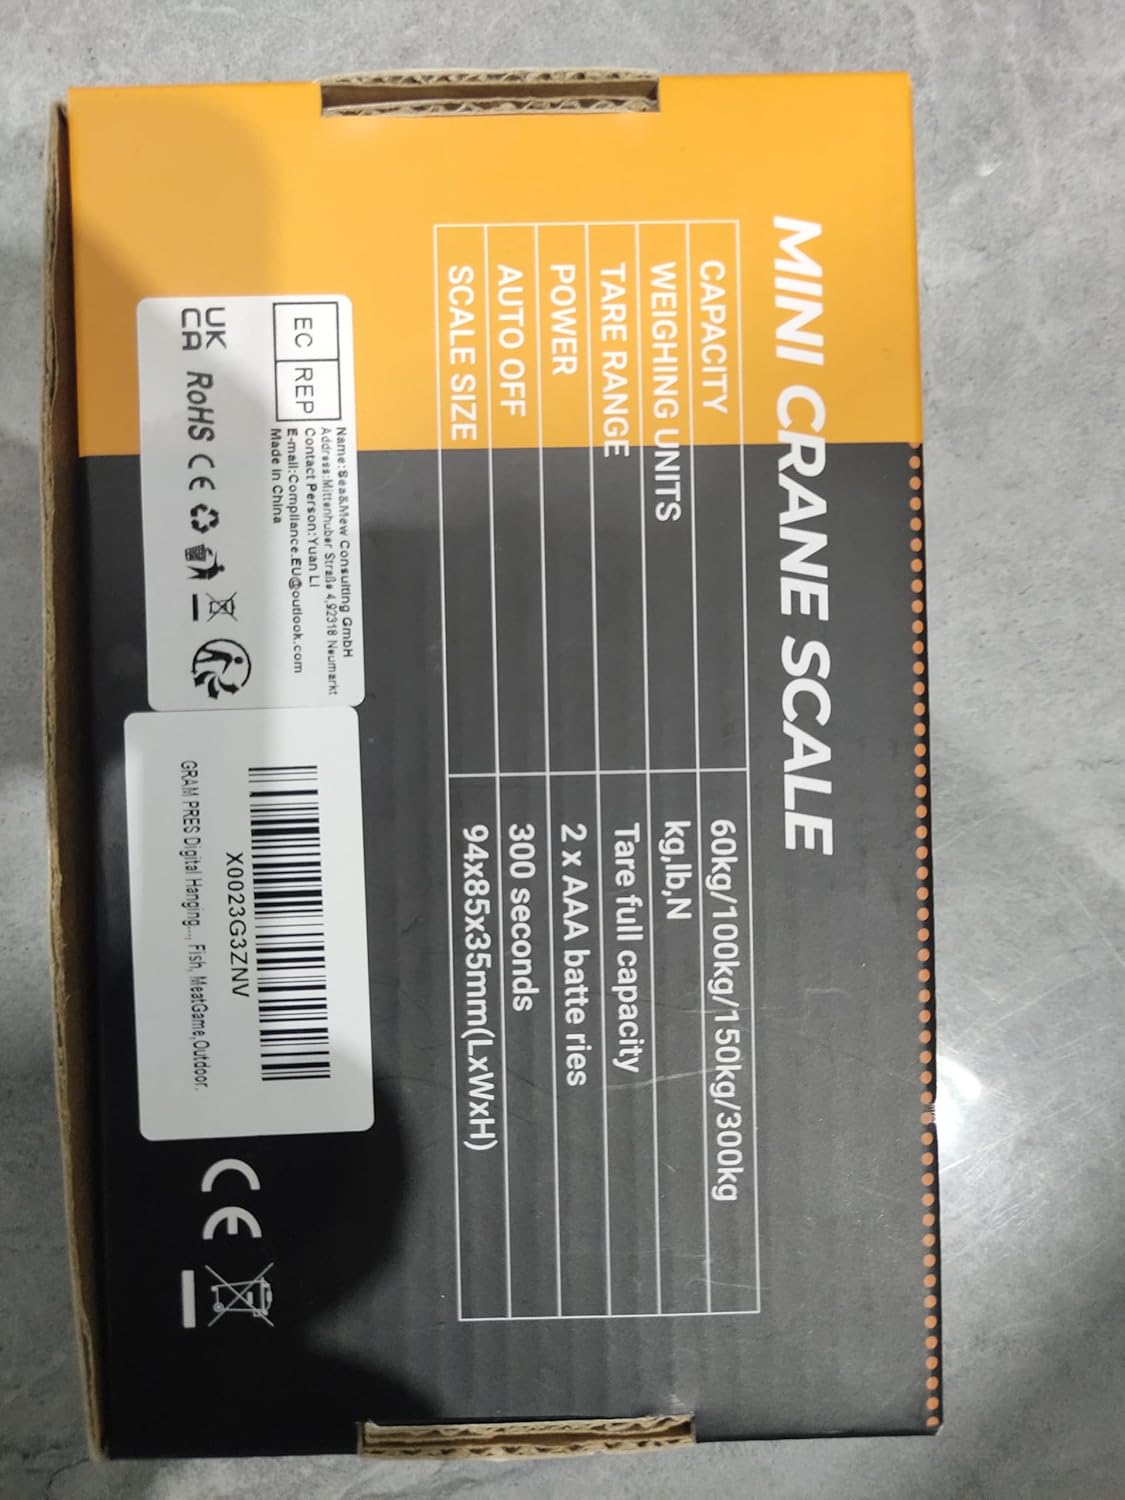 MINI CRANE SCALE
CAPACITY 60kg/100kg/150kg/300kg
WEIGHING UNITS kg,lb,N
TARE RANGE Tare full capacity
POWER 2 x AAA batte ries
AUTO OFF 300 seconds
SCALE SIZE 94x85x35mm(LxWxH)
EC REP
Name:Sea&Mew Consulting GmbH
Address:Mittenhuber Straße 4,92318 Neumarkt
Contact Person:Yuan Li
E-mail:Compliance.EU@outlook.com
Made in China
UK
CA RoHS CE
X0023G3ZNV
GRAM PRES Digital Hanging..., Fish, MeatGame,Outdoor.
CE